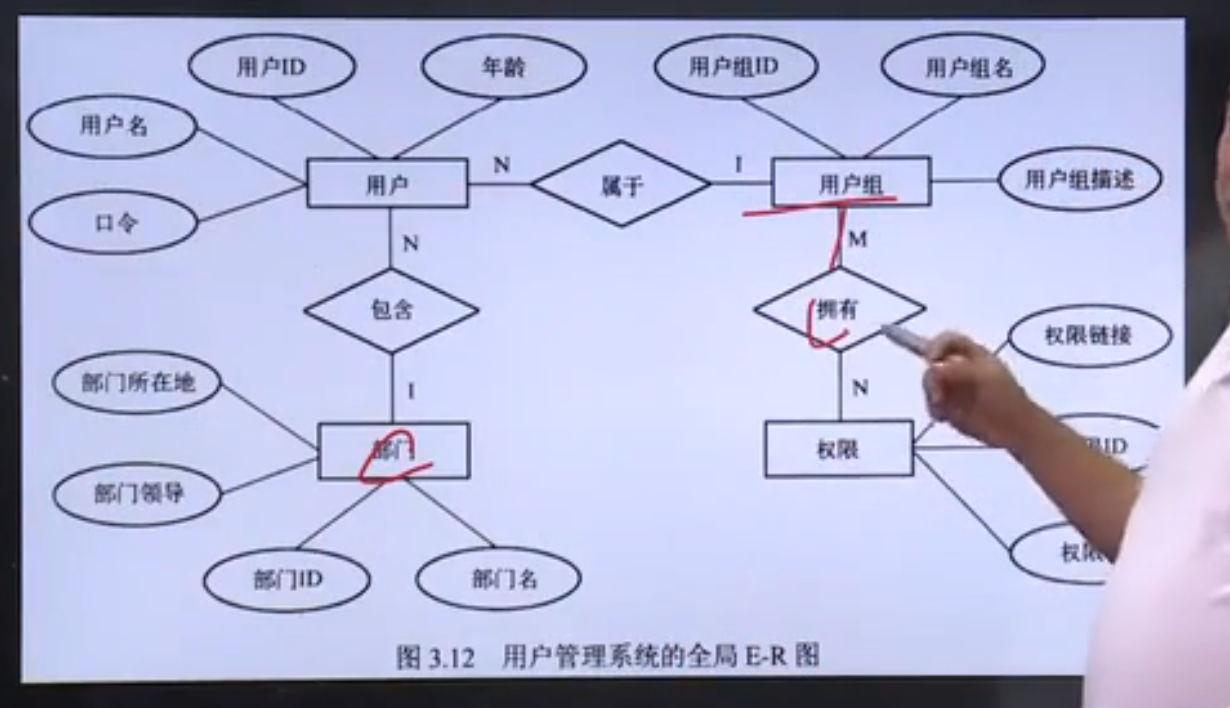 用户ID
年龄
用户组ID
用户组名
用户名
用户
N
属于
1
用户组
用户组描述
口令
N
M
包含
拥有
权限链接
部门所在地
1
N
部门
权限
ID
部门领导
部门ID
部门名
权限
图 3.12 用户管理系统的全局 E-R 图